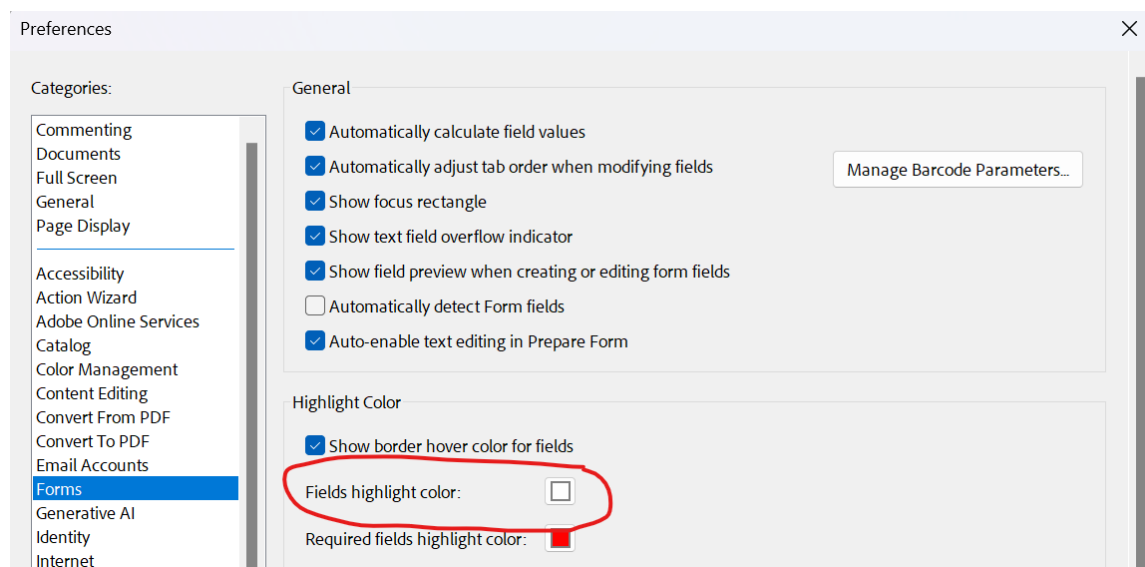 Preferences
Categories:
Commenting
Documents
Full Screen
General
Page Display
Accessibility
Action Wizard
Adobe Online Services
Catalog
Color Management
Content Editing
Convert From PDF
Convert To PDF
Email Accounts
Forms
Generative AI
Identity
Internet
General
Automatically calculate field values
Automatically adjust tab order when modifying fields
Manage Barcode Parameters...
Show focus rectangle
Show text field overflow indicator
Show field preview when creating or editing form fields
Automatically detect Form fields
Auto-enable text editing in Prepare Form
Highlight Color
Show border hover color for fields
Fields highlight color:
Required fields highlight color: